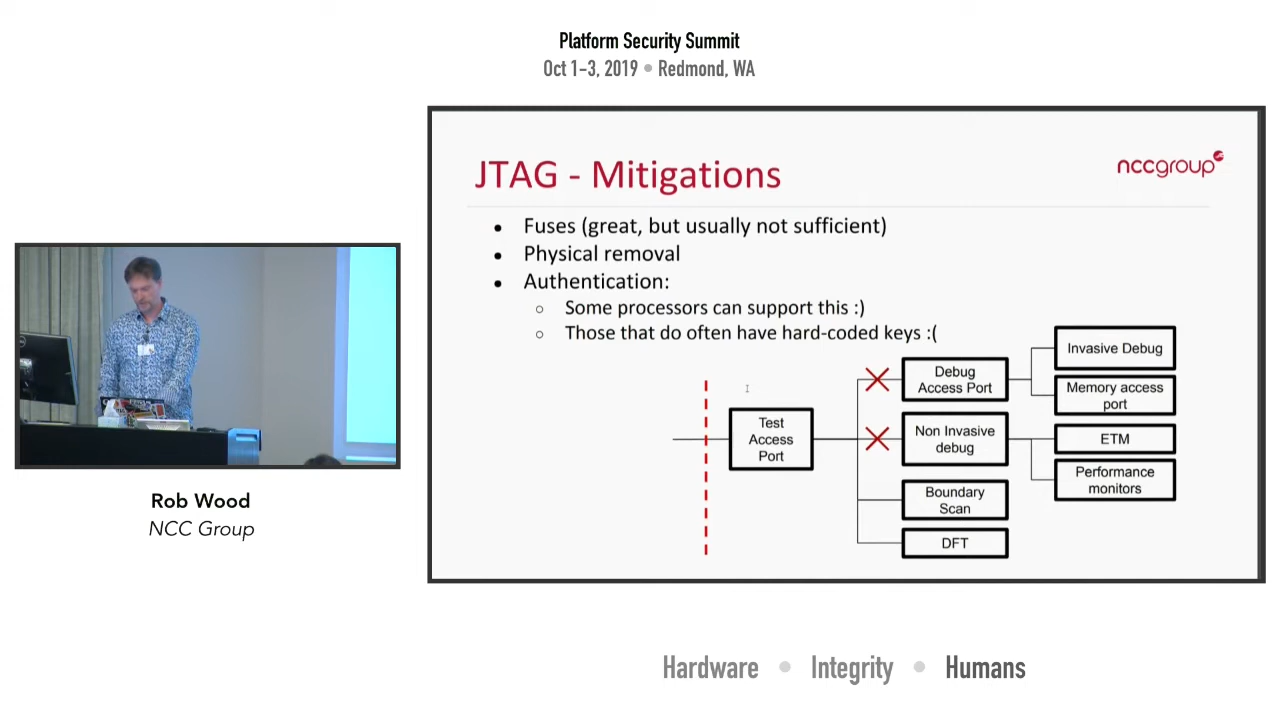 Platform Security Summit
Oct 1-3, 2019 • Redmond, WA
nccgroup
JTAG - Mitigations
• Fuses (great, but usually not sufficient)
• Physical removal
• Authentication:
○ Some processors can support this :)
○ Those that do often have hard-coded keys :(
Test
Access
Port
Debug
Access Port
Non Invasive
debug
Boundary
Scan
DFT
Invasive Debug
Memory access
port
ETM
Performance
monitors
Rob Wood
NCC Group
Hardware • Integrity • Humans